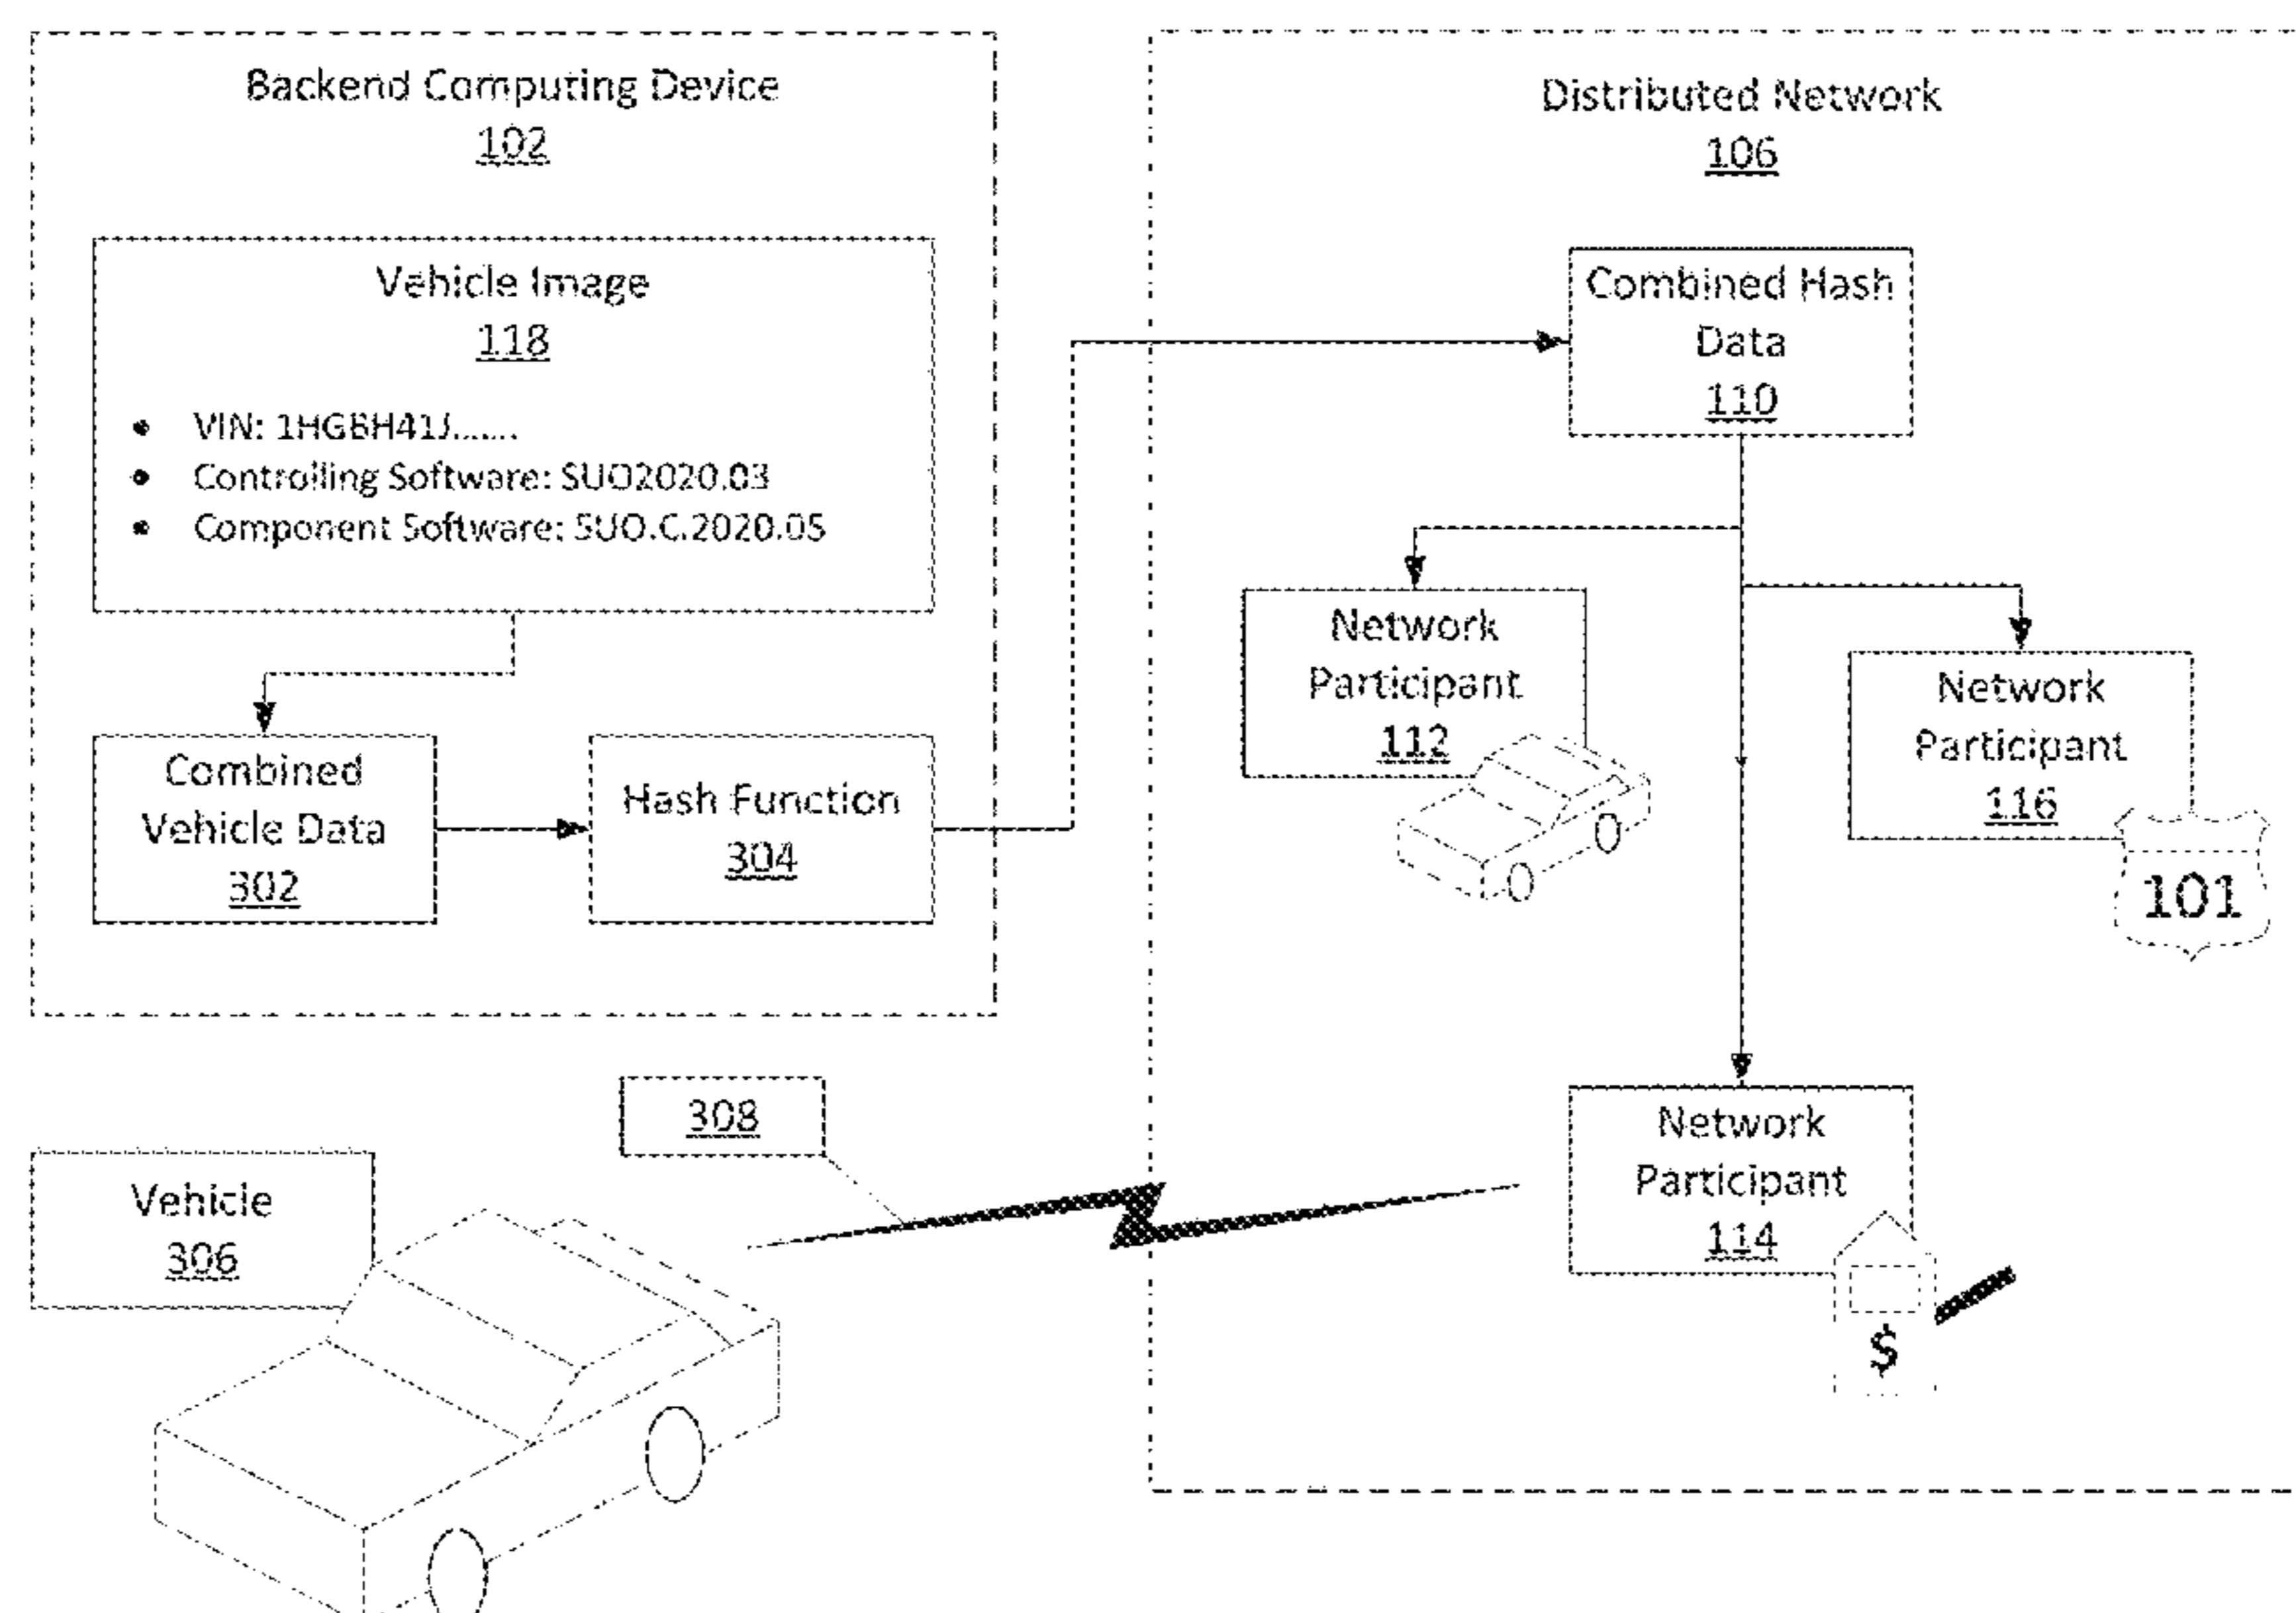 Backend Computing Device
102
Vehicle Image
118
• VIN: 1HGBH41J.......
• Controlling Software: SUO2020.03
• Component Software: SUO.C.2020.05
Combined
Vehicle Data
302
Hash Function
304
Distributed Network
106
Combined Hash
Data
110
Network
Participant
112
Network
Participant
116
101
Network
Participant
114
$
308
Vehicle
306